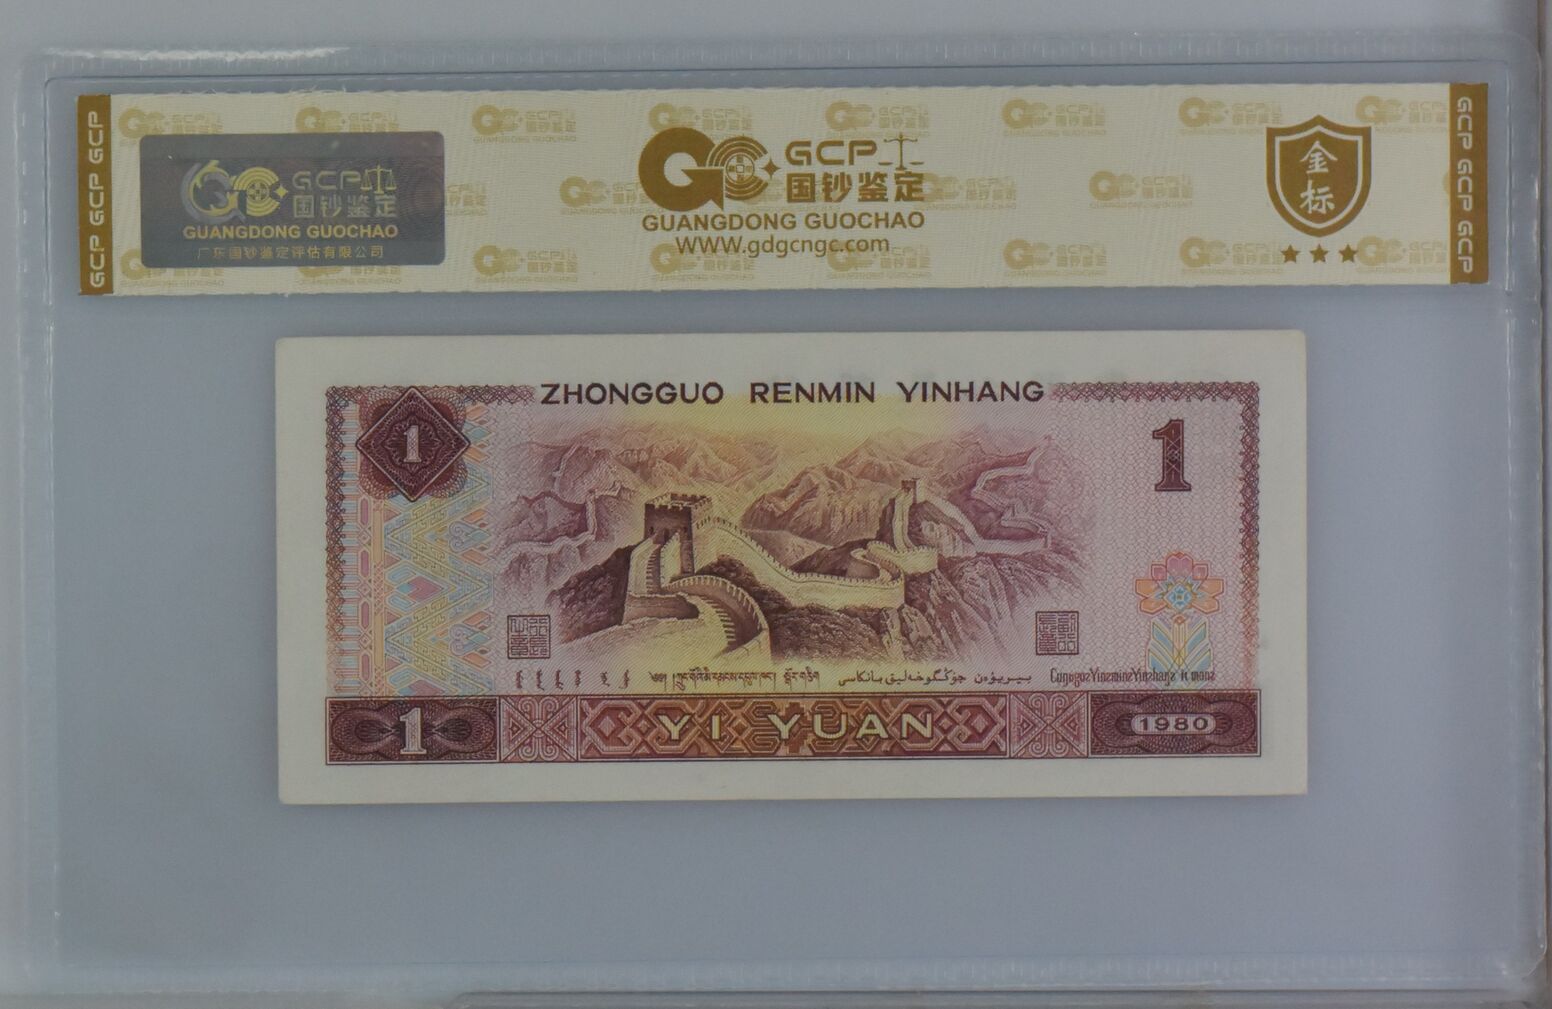 GCP GCP GCP
GCP 国钞鉴定
GUANGDONG GUOCHAO
广东国钞鉴定评估有限公司
GCP
国钞鉴定
GUANGDONG GUOCHAO
WWW.gdgcngc.com
金标
GCP GCP GCP
ZHONGGUO RENMIN YINHANG
1
1
1
YI YUAN
1980